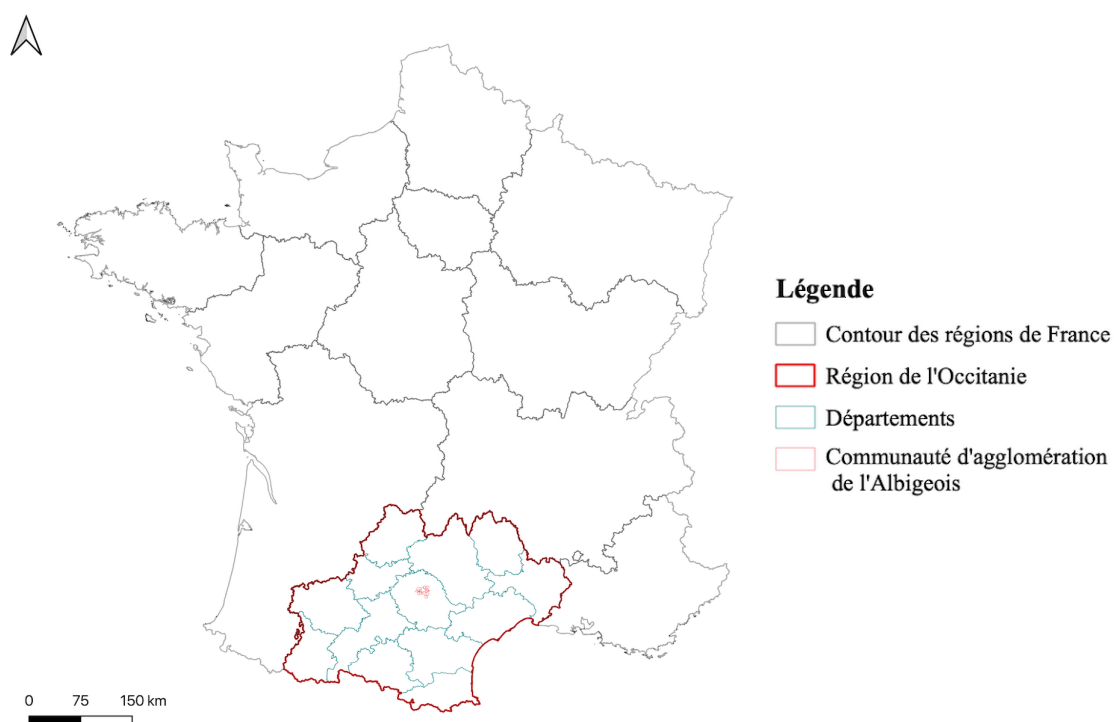 Légende
Contour des régions de France
Région de l'Occitanie
Départements
Communauté d'agglomération
de l'Albigeois
0 75 150 km